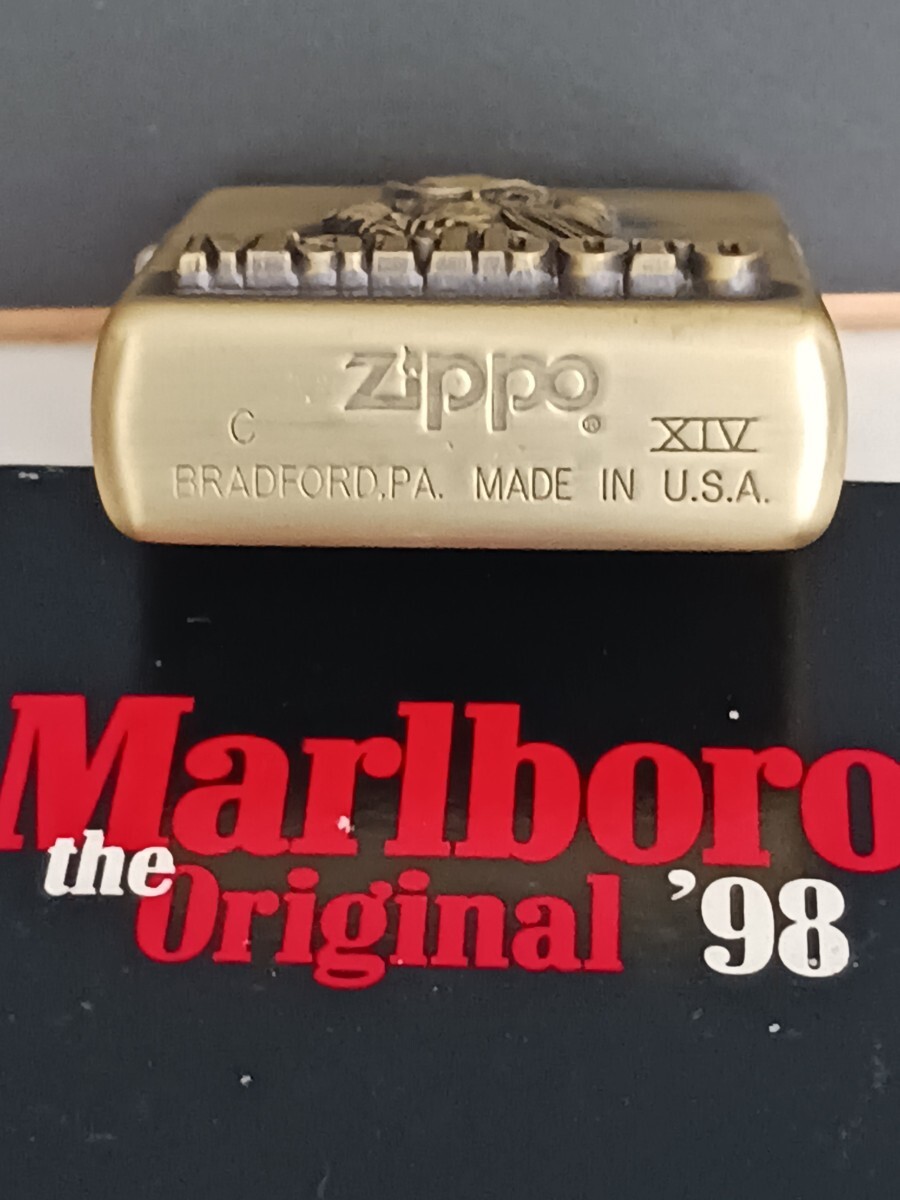 Zippo ®
C XIV
BRADFORD,PA. MADE IN U.S.A.
Marlboro
the
Original '98